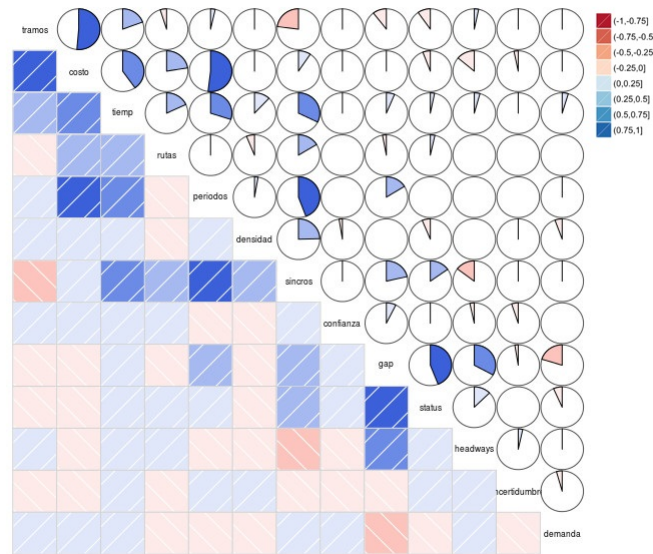 tramos
costo
tiemp
rutas
periodos
densidad
sincros
confianza
gap
status
headways
ncertidumbr
demanda
(-1,-0.75]
(-0.75,-0.5]
(-0.5,-0.25]
(-0.25,0]
(0,0.25]
(0.25,0.5]
(0.5,0.75]
(0.75,1]